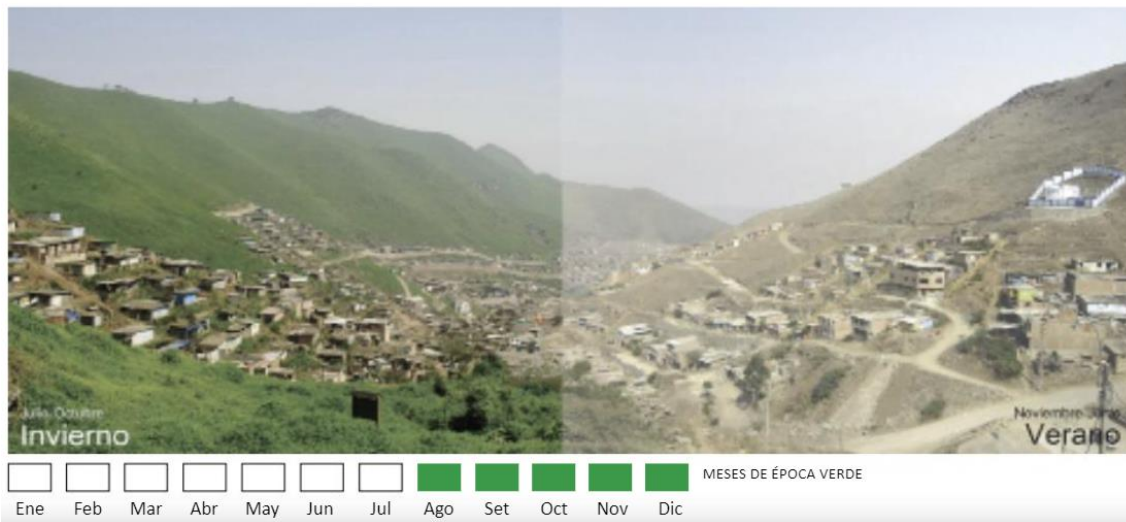 Julio-Octubre
Invierno
Noviembre-Junio
Verano
MESES DE ÉPOCA VERDE
Ene Feb Mar Abr May Jun Jul Ago Set Oct Nov Dic